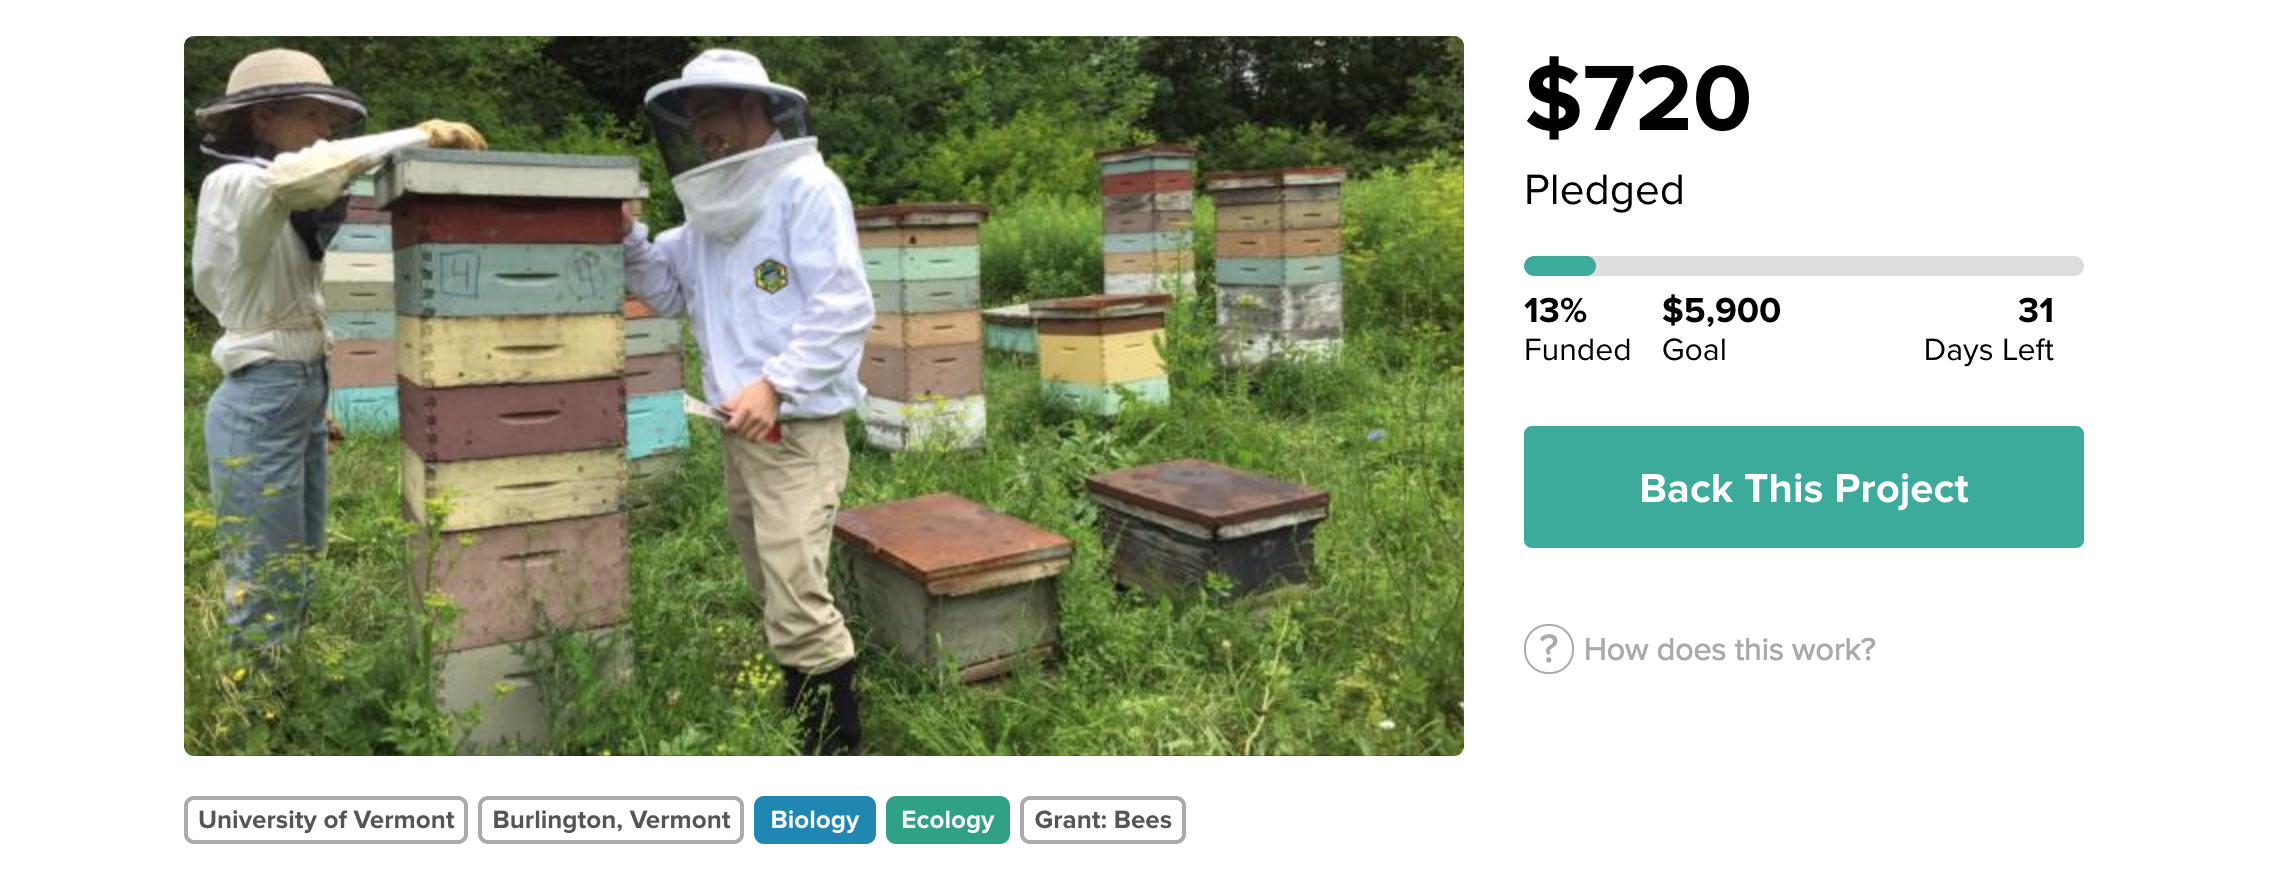 $720
Pledged
13%
Funded
$5,900
Goal
31
Days Left
Back This Project
? How does this work?
4
University of Vermont
Burlington, Vermont
Biology
Ecology
Grant: Bees